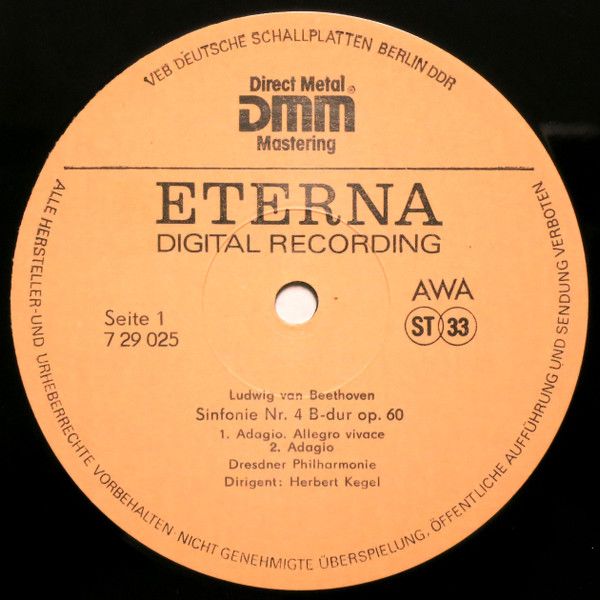 VEB DEUTSCHE SCHALLPLATTEN BERLIN DDR
Direct Metal
DMM
Mastering
ETERNA
DIGITAL RECORDING
Seite 1
7 29 025
AWA
ST 33
Ludwig van Beethoven
Sinfonie Nr. 4 B-dur op. 60
1. Adagio. Allegro vivace
2. Adagio
Dresdner Philharmonie
Dirigent: Herbert Kegel
ALLE HERSTELLER- UND URHEBERRECHTE VORBEHALTEN · NICHT GENEHMIGTE ÜBERSPIELUNG, ÖFFENTLICHE AUFFÜHRUNG UND SENDUNG VERBOTEN